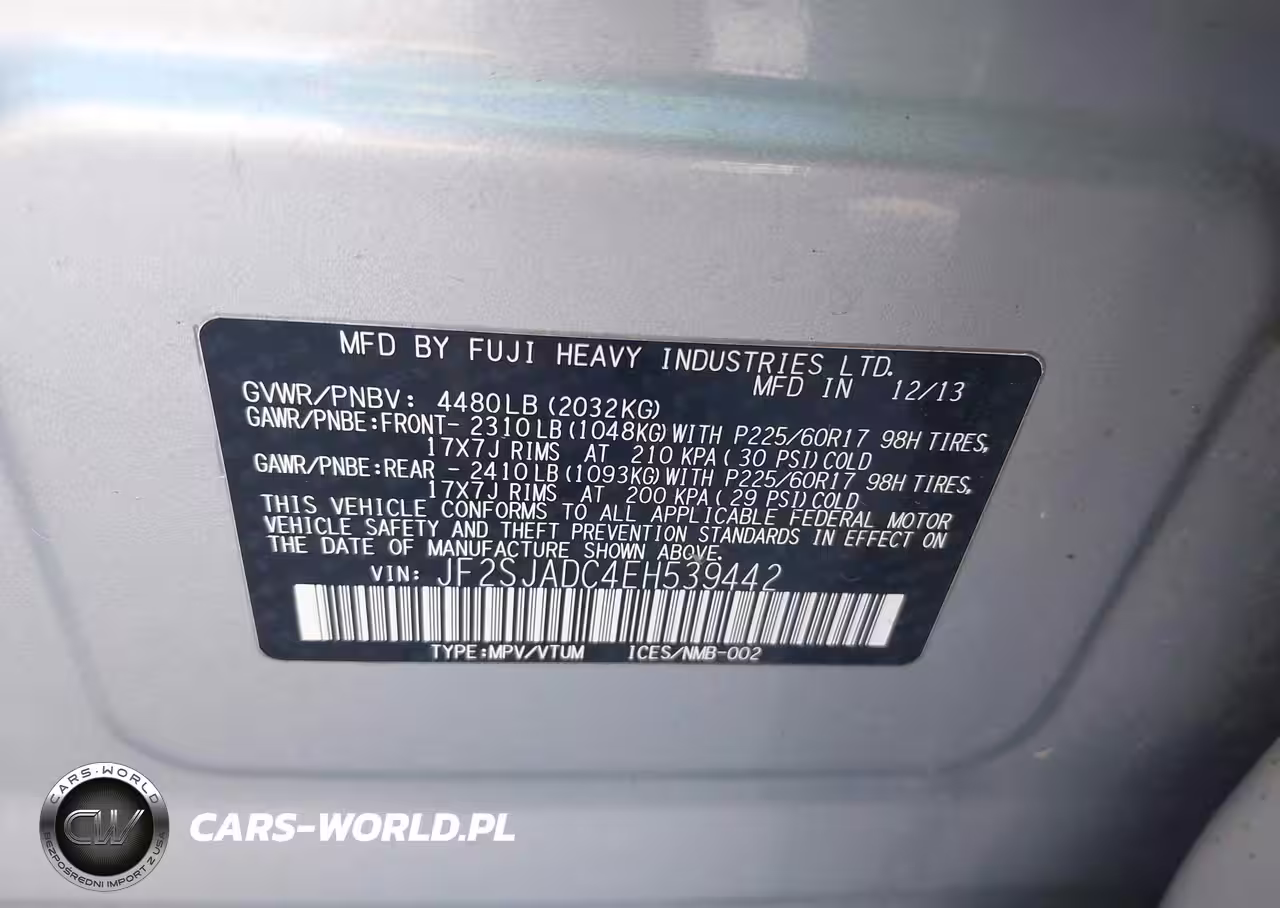 MFD BY FUJI HEAVY INDUSTRIES LTD.
MFD IN 12/13
GVWR/PNBV: 4480LB (2032KG)
GAWR/PNBE:FRONT- 2310LB (1048KG) WITH P225/60R17 98H TIRES,
17X7J RIMS AT 210 KPA ( 30 PSI) COLD
GAWR/PNBE:REAR - 2410LB (1093KG) WITH P225/60R17 98H TIRES,
17X7J RIMS AT 200 KPA ( 29 PSI) COLD
THIS VEHICLE CONFORMS TO ALL APPLICABLE FEDERAL MOTOR
VEHICLE SAFETY AND THEFT PREVENTION STANDARDS IN EFFECT ON
THE DATE OF MANUFACTURE SHOWN ABOVE.
VIN: JF2SJADC4EH539442
TYPE:MPV/VTUM ICES/NMB-002
CARS-WORLD
CW
BEZPOŚREDNI IMPORT Z USA
CARS-WORLD.PL